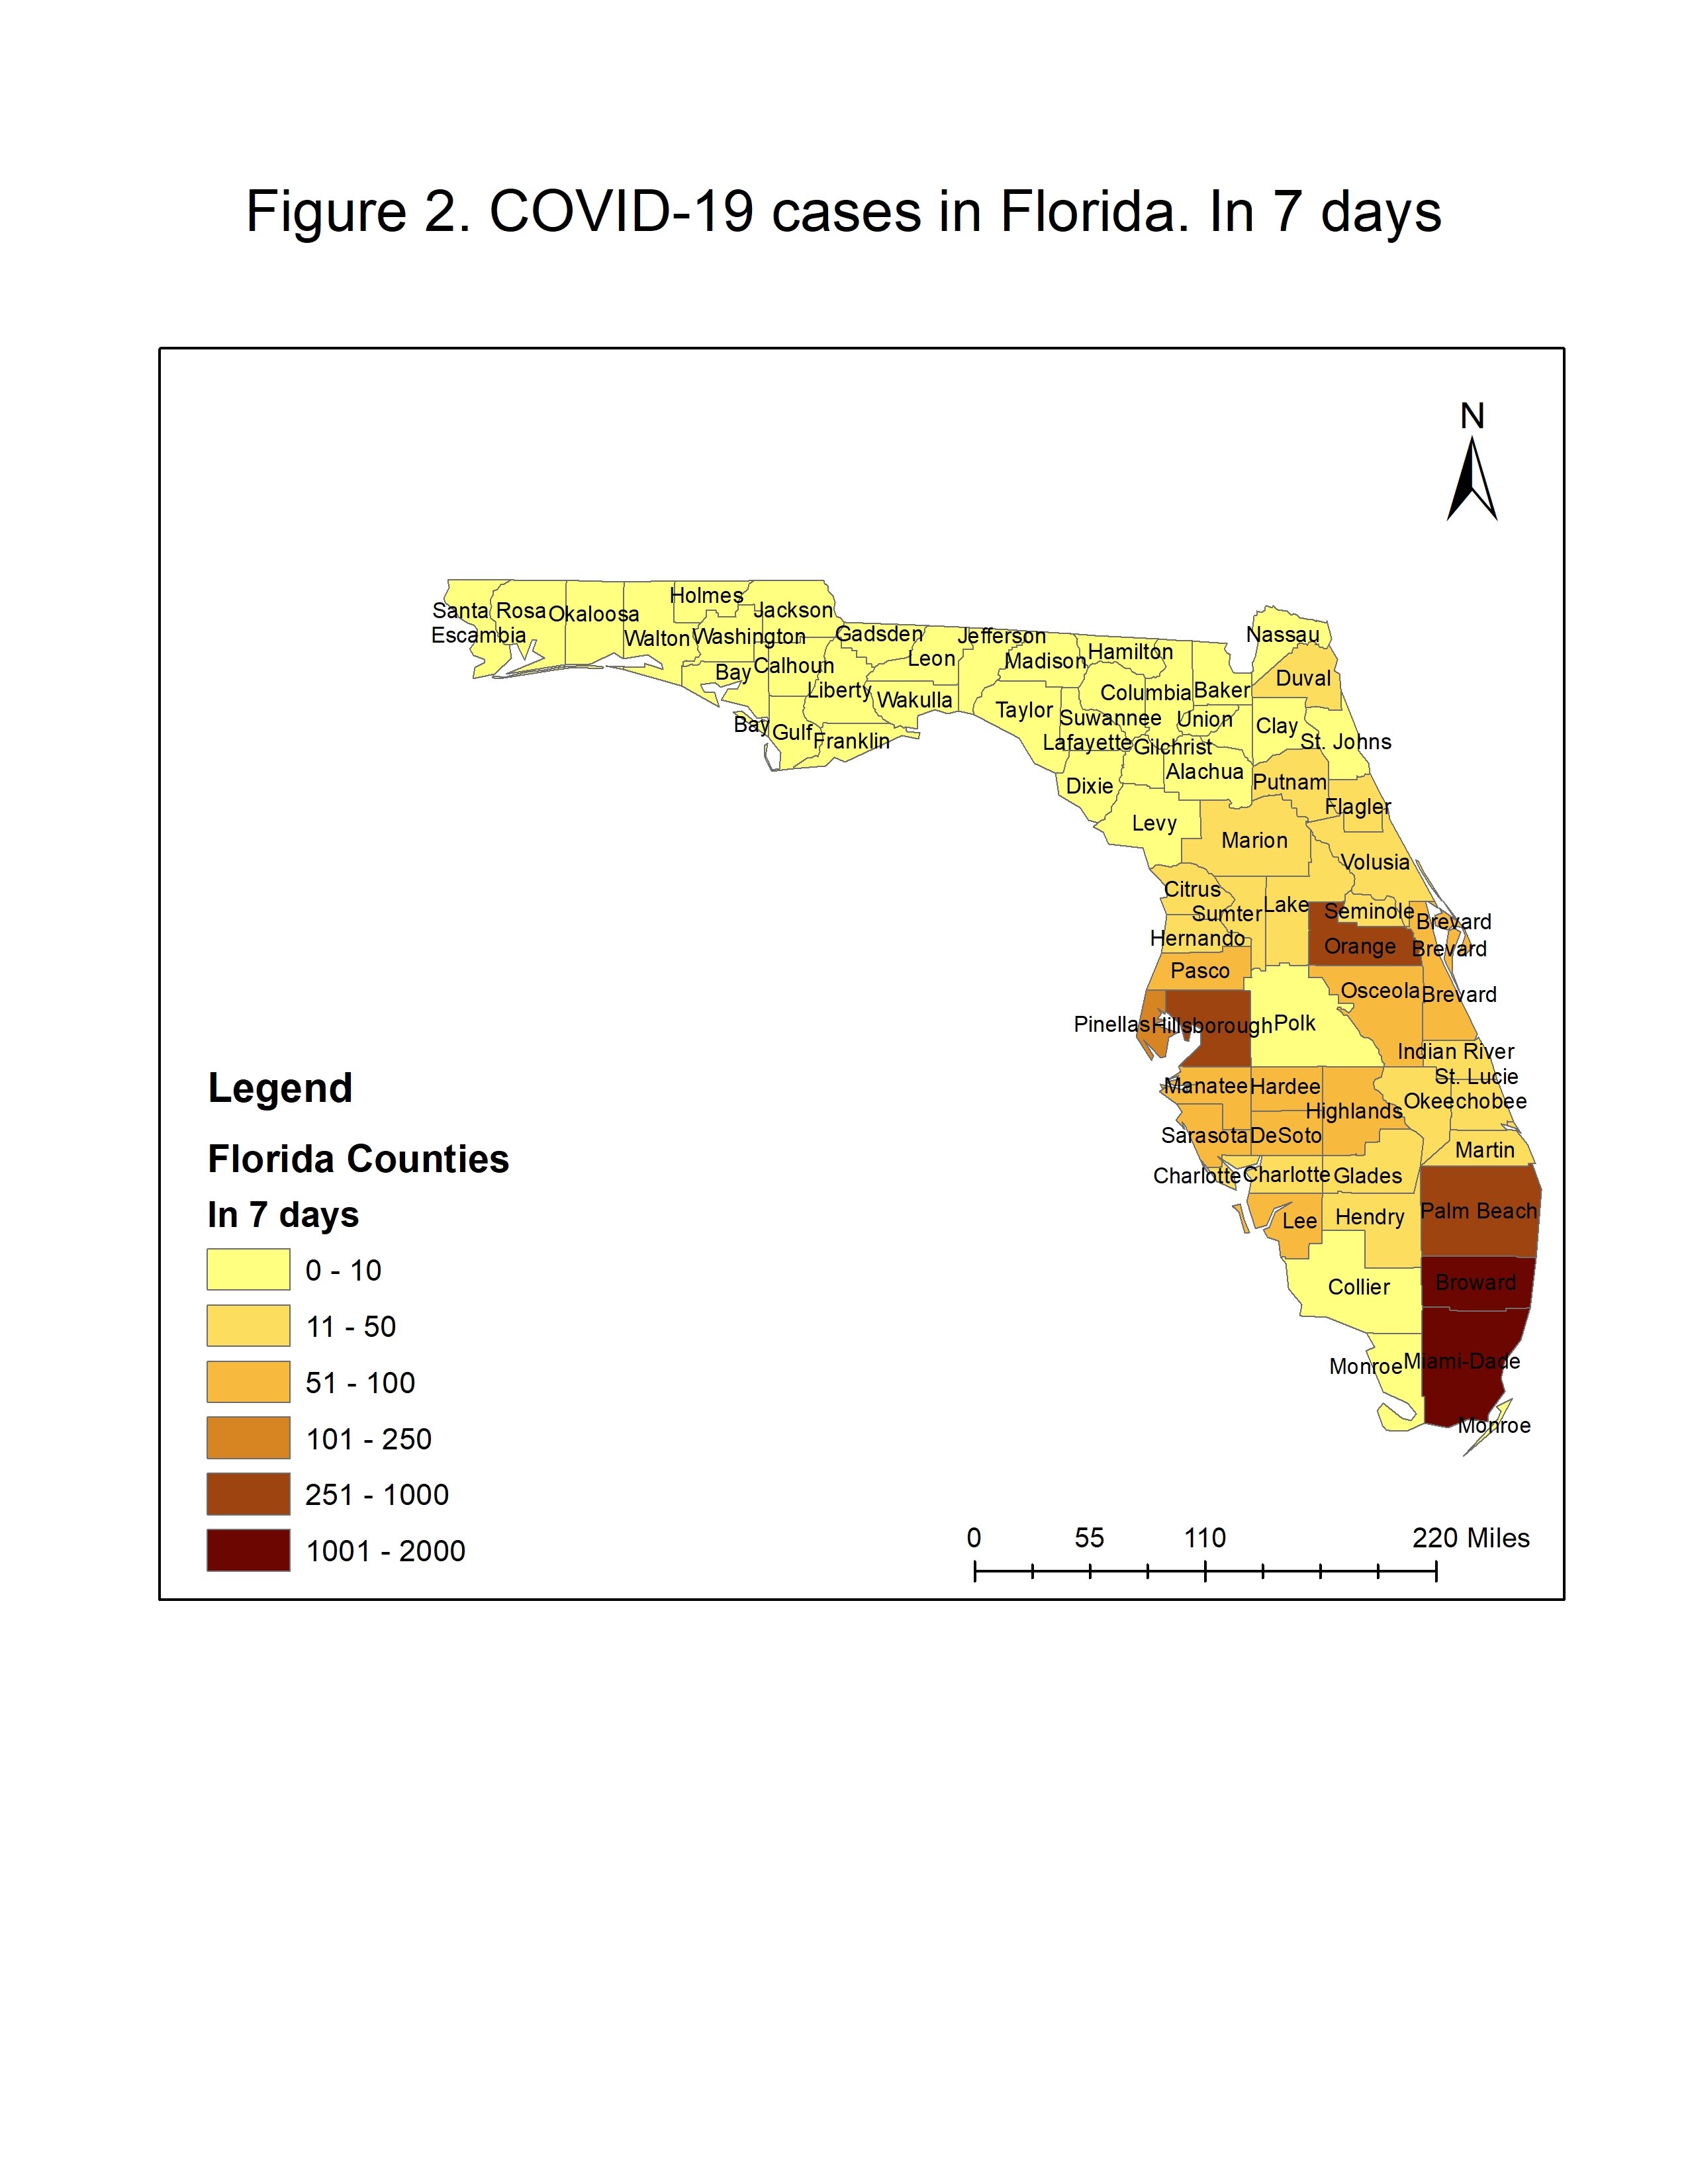 Figure 2. COVID-19 cases in Florida. In 7 days
N
Holmes
Santa Rosa Okaloosa Jackson
Escambia Walton Washington Gadsden Jefferson Nassau
Bay Calhoun Leon Madison Hamilton
Duval
Liberty Wakulla Columbia Baker
Taylor Suwannee Union Clay
Bay Gulf Franklin Lafayette Gilchrist St. Johns
Alachua
Dixie Putnam
Flagler
Levy
Marion
Volusia
Citrus
Sumter Lake Seminole Brevard
Hernando Orange Brevard
Pasco
Osceola Brevard
Pinellas Hillsborough Polk
Indian River
St. Lucie
Manatee Hardee
Okeechobee
Highlands
Sarasota DeSoto
Martin
Charlotte Charlotte Glades
Palm Beach
Lee Hendry
Collier Broward
Monroe Miami-Dade
Monroe
Legend
Florida Counties
In 7 days
0 - 10
11 - 50
51 - 100
101 - 250
251 - 1000
1001 - 2000
0 55 110 220 Miles